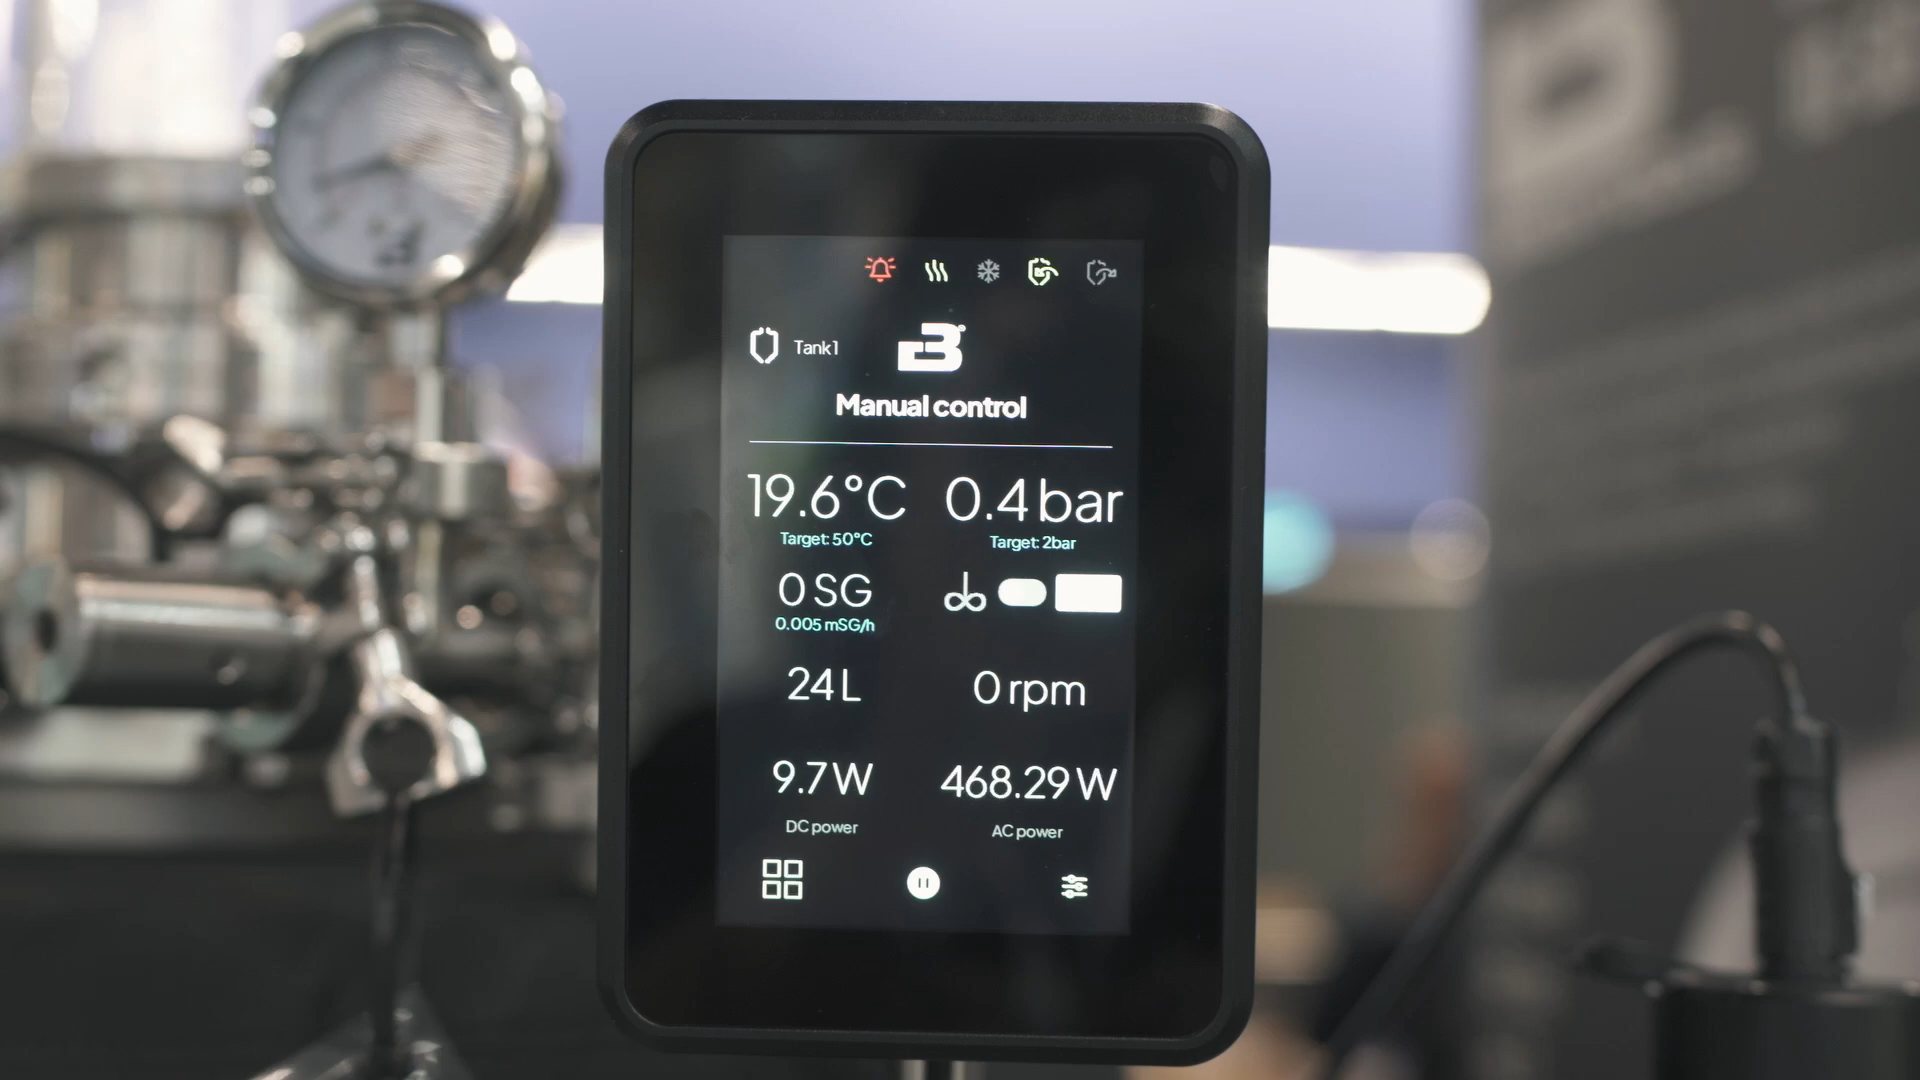 Tank1
Manual control
19.6°C 0.4 bar
Target: 50°C Target: 2bar
0 SG
0.005 mSG/h
24 L 0 rpm
9.7 W 468.29 W
DC power AC power